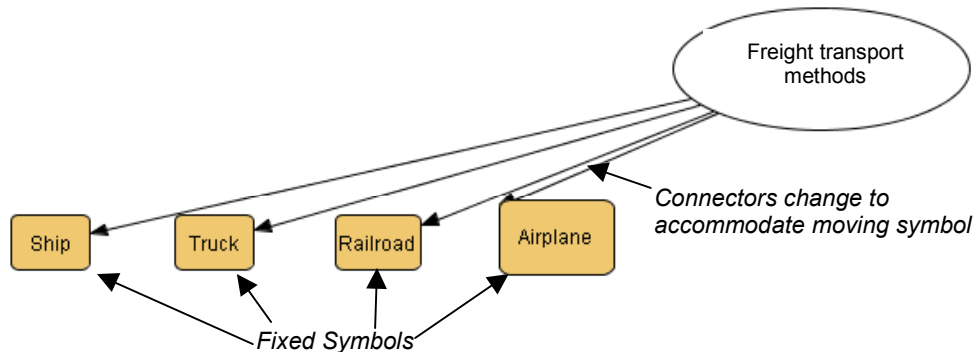 Freight transport
methods
Connectors change to
accommodate moving symbol
Ship
Truck
Railroad
Airplane
Fixed Symbols